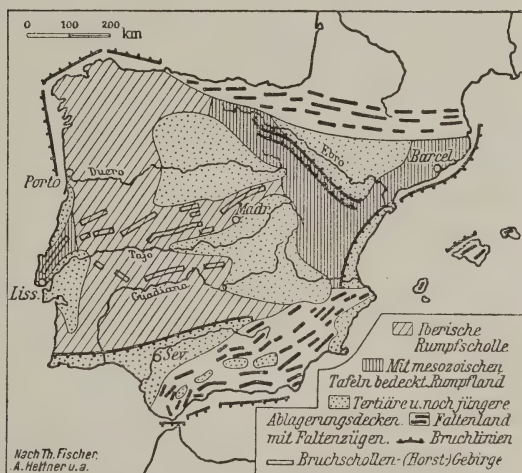 0 100 200
km
Ebro
Barcel.
Duero
Porto
Madr.
Tajo
Liss.
Guadiana
Sev.
Iberische
Rumpfscholle.
Mit mesozoischen
Tafeln bedeckt. Rumpfland
Tertiäre u. noch jüngere
Ablagerungsdecken. Faltenland
mit Faltenzügen. Bruchlinien
Bruchschollen-(Horst-)Gebirge
Nach Th. Fischer.
A. Hettner u. a.